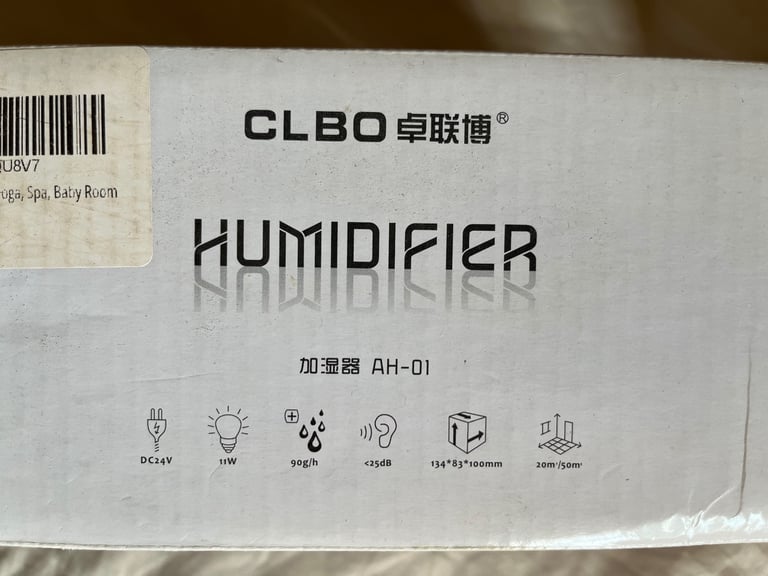 CLBO 卓联博®
U8V7
oga, Spa, Baby Room
HUMIDIFIER
加湿器 AH-01
DC24V 11W 90g/h <25dB 134*83*100mm 20m²/50m³